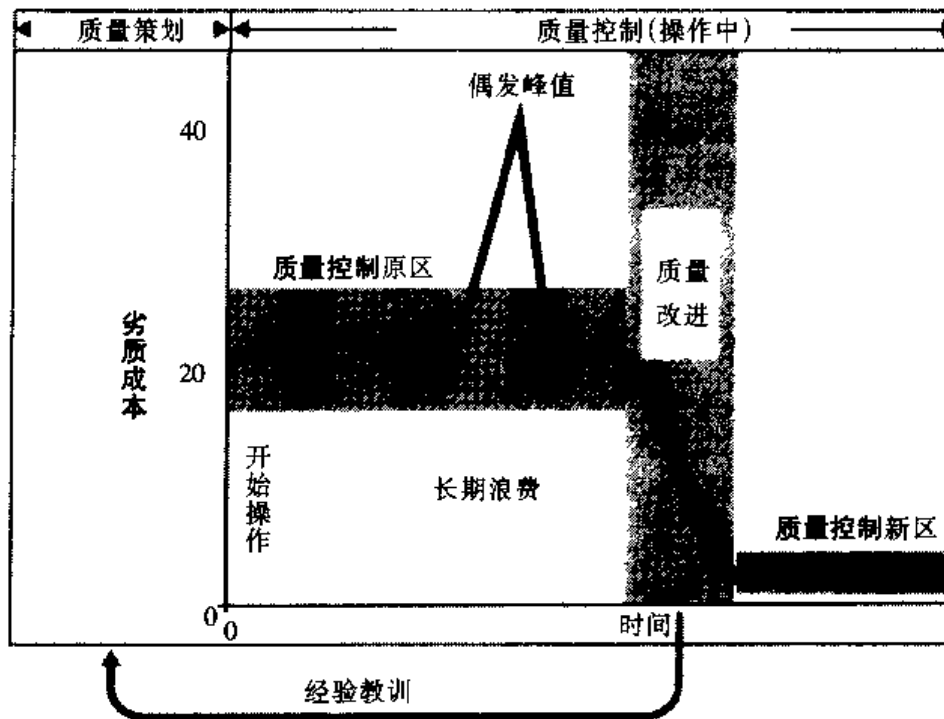 质量策划
质量控制(操作中)
偶发峰值
40
质量控制原区
质量
改进
劣质成本
20
开始操作
长期浪费
质量控制新区
0
0
时间
经验教训